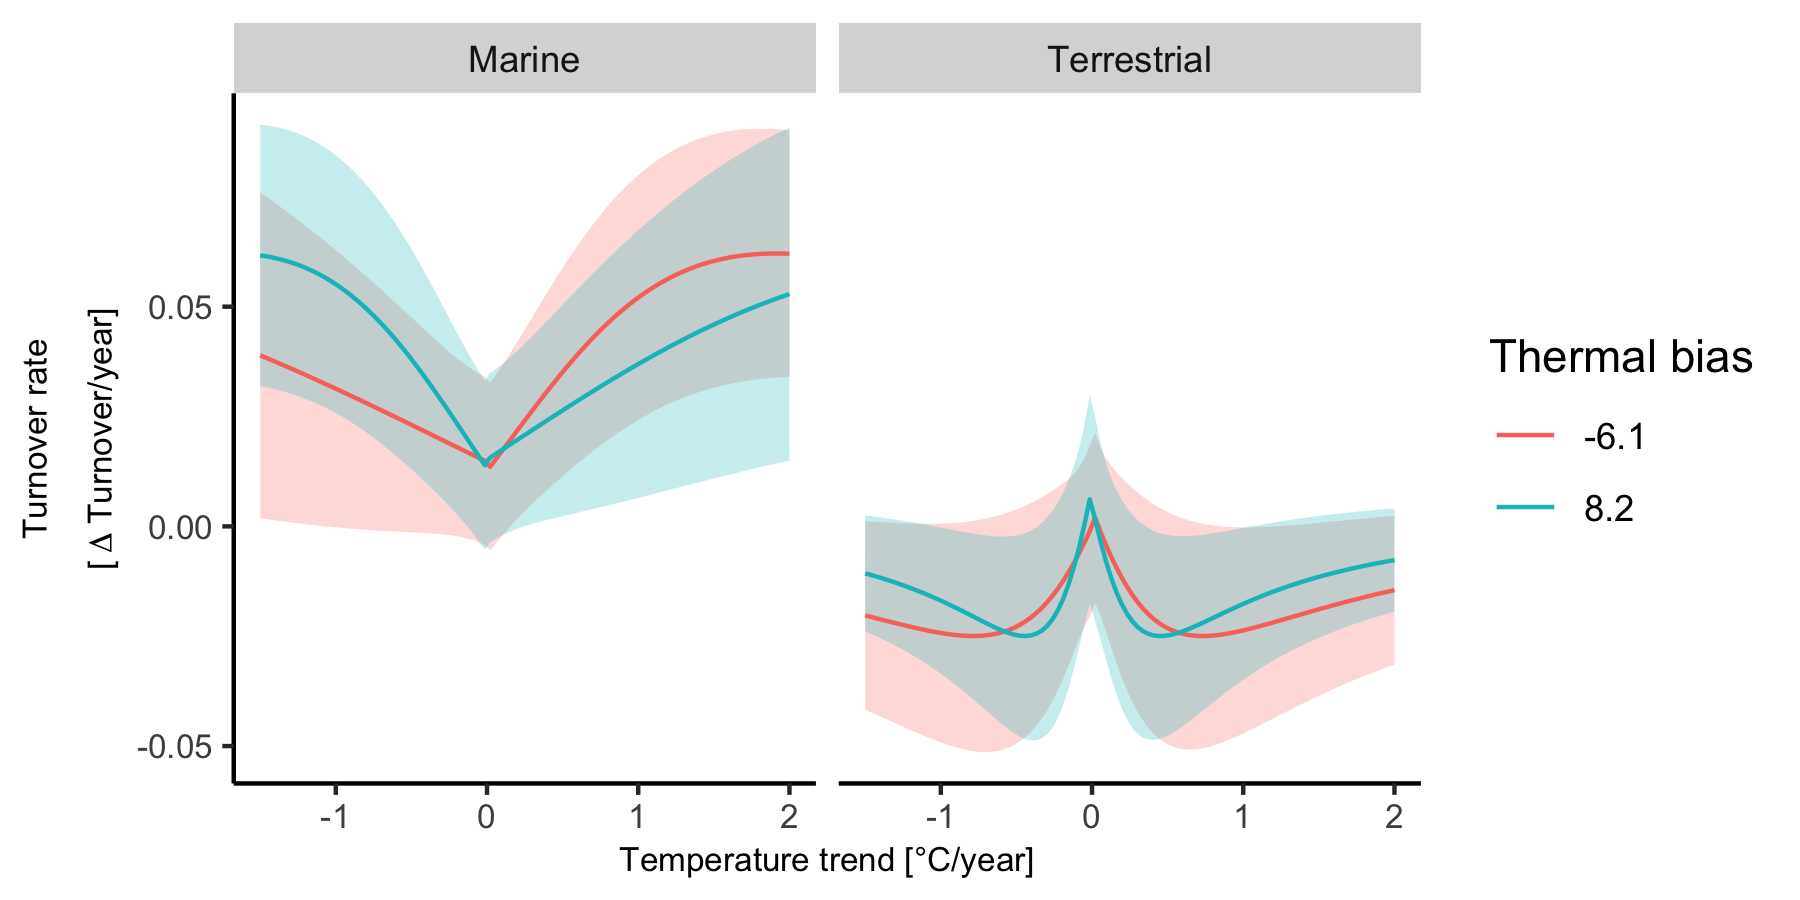 Marine
Terrestrial
Turnover rate
[ Δ Turnover/year]
0.05
0.00
-0.05
-1 0 1 2
-1 0 1 2
Temperature trend [°C/year]
Thermal bias
-6.1
8.2